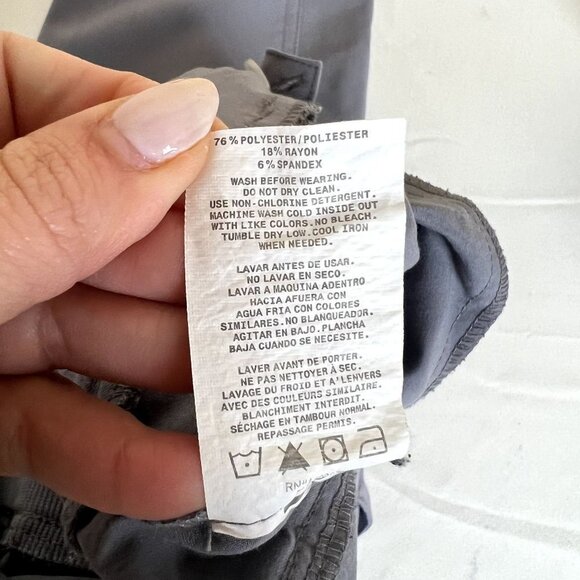 76% POLYESTER/POLIESTER
18% RAYON
6% SPANDEX
WASH BEFORE WEARING.
DO NOT DRY CLEAN.
USE NON-CHLORINE DETERGENT.
MACHINE WASH COLD INSIDE OUT
WITH LIKE COLORS. NO BLEACH.
TUMBLE DRY LOW. COOL IRON
WHEN NEEDED.
LAVAR ANTES DE USAR.
NO LAVAR EN SECO.
LAVAR A MAQUINA ADENTRO
HACIA AFUERA CON
AGUA FRIA CON COLORES
SIMILARES. NO BLANQUEADOR.
AGITAR EN BAJO. PLANCHA
BAJA CUANDO SE NECESITE.
LAVER AVANT DE PORTER.
NE PAS NETTOYER À SEC.
LAVAGE DU FROID ET A L'ENVERS
AVEC DES COULEURS SIMILAIRE.
BLANCHIMENT INTERDIT.
SÉCHAGE EN TAMBOUR NORMAL.
REPASSAGE PERMIS.